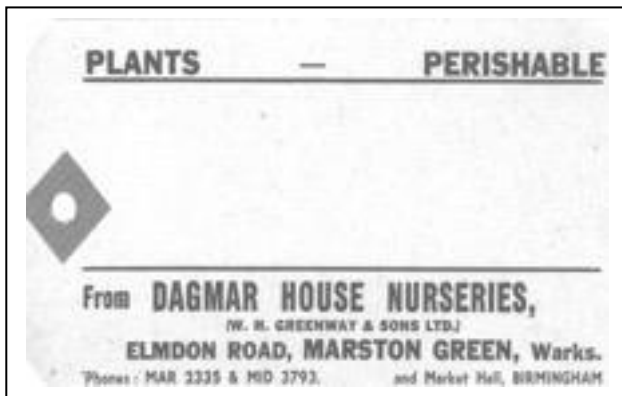 PLANTS — PERISHABLE
From DAGMAR HOUSE NURSERIES,
(W. H. GREENWAY & SONS LTD.)
ELMDON ROAD, MARSTON GREEN, Warks.
'Phones: MAR 2335 & MID 3793. and Market Hall, BIRMINGHAM